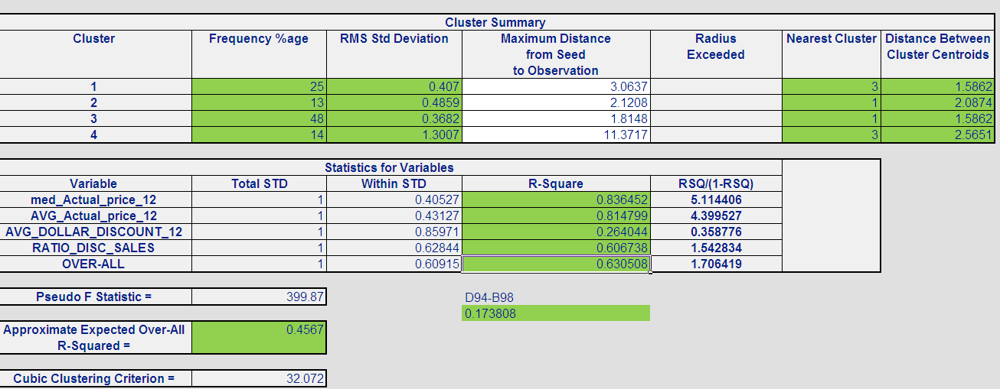 Cluster Summary
Cluster Frequency %age RMS Std Deviation Maximum Distance from Seed to Observation Radius Exceeded Nearest Cluster Distance Between Cluster Centroids
1 25 0.407 3.0637 3 1.5862
2 13 0.4859 2.1208 1 2.0874
3 48 0.3682 1.8148 1 1.5862
4 14 1.3007 11.3717 3 2.5651
Statistics for Variables
Variable Total STD Within STD R-Square RSQ/(1-RSQ)
med_Actual_price_12 1 0.40527 0.836452 5.114406
AVG_Actual_price_12 1 0.43127 0.814799 4.399527
AVG_DOLLAR_DISCOUNT_12 1 0.85971 0.264044 0.358776
RATIO_DISC_SALES 1 0.62844 0.606738 1.542834
OVER-ALL 1 0.60915 0.630508 1.706419
Pseudo F Statistic = 399.87 D94-B98
0.173808
Approximate Expected Over-All 0.4567
R-Squared =
Cubic Clustering Criterion = 32.072